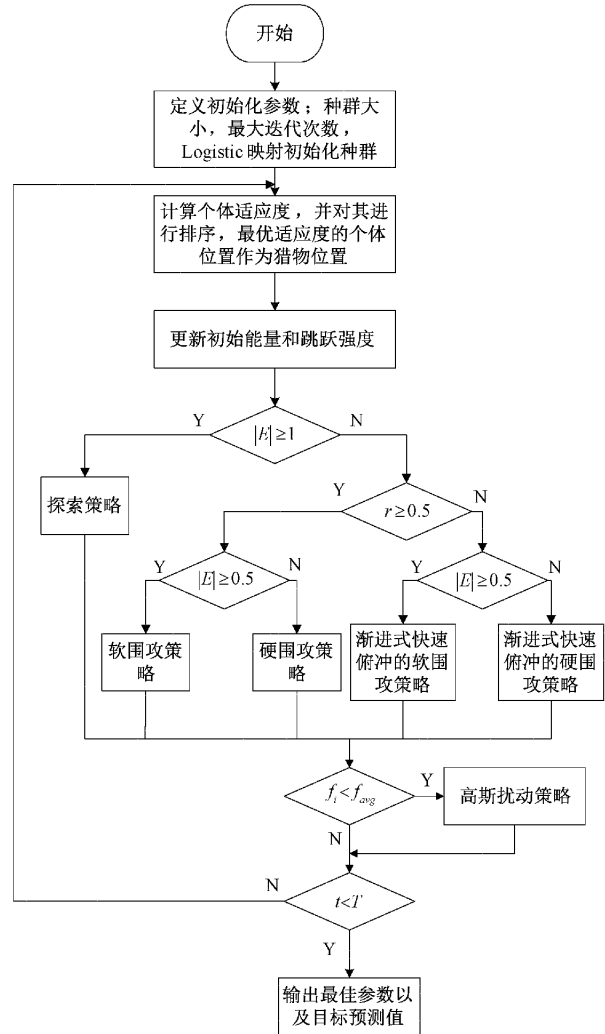 开始
定义初始化参数；种群大
小，最大迭代次数，
Logistic 映射初始化种群
计算个体适应度，并对其进
行排序，最优适应度的个体
位置作为猎物位置
更新初始能量和跳跃强度
Y
|E|≥1
N
探索策略
Y
r≥0.5
N
Y
|E|≥0.5
N
Y
|E|≥0.5
N
软围攻策
略
硬围攻策
略
渐进式快速
俯冲的软围
攻策略
渐进式快速
俯冲的硬围
攻策略
f_i<f_avg
Y
高斯扰动策略
N
N
t<T
Y
输出最佳参数以
及目标预测值